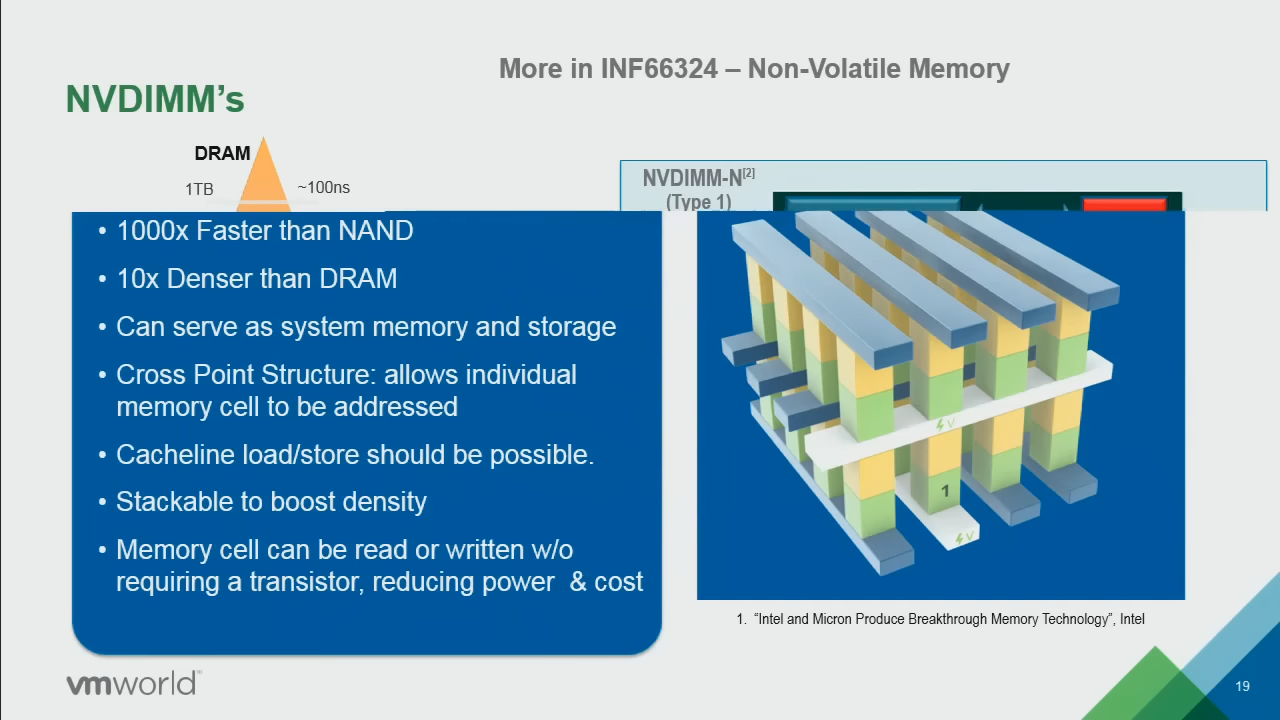 More in INF66324 – Non-Volatile Memory
NVDIMM’s
DRAM
1TB
~100ns
NVDIMM-N[2]
(Type 1)
• 1000x Faster than NAND
• 10x Denser than DRAM
• Can serve as system memory and storage
• Cross Point Structure: allows individual
memory cell to be addressed
• Cacheline load/store should be possible.
• Stackable to boost density
• Memory cell can be read or written w/o
requiring a transistor, reducing power & cost
V
1
V
1. “Intel and Micron Produce Breakthrough Memory Technology”, Intel
vmworld
19